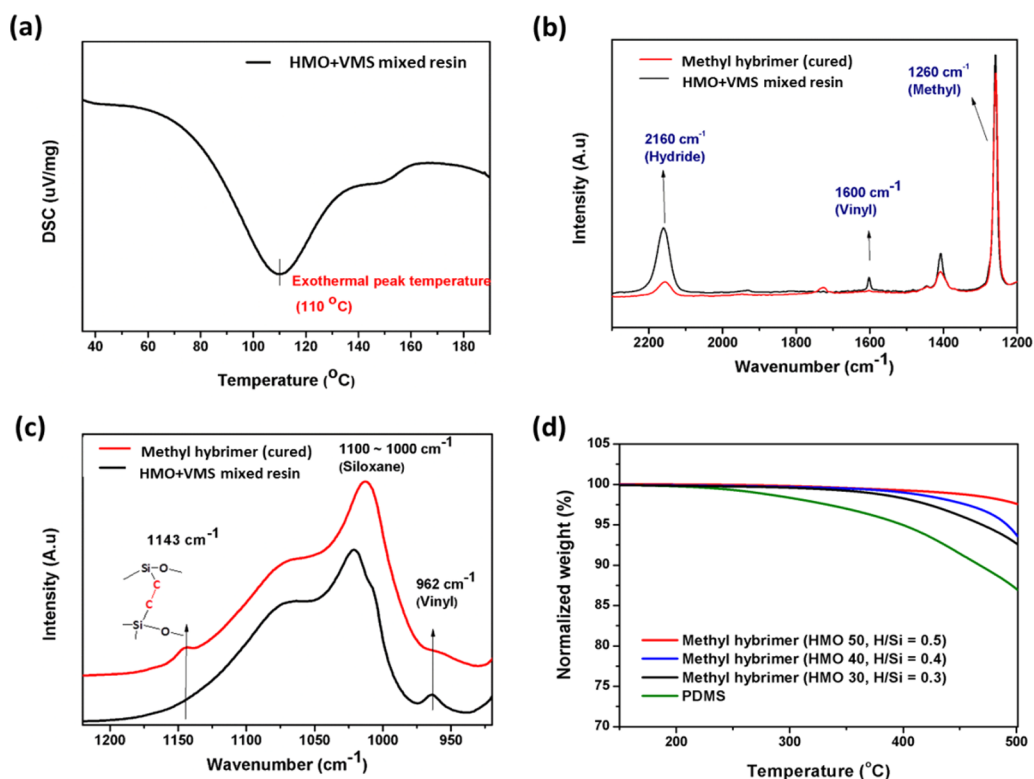 (a)
HMO+VMS mixed resin
DSC (uV/mg)
Exothermal peak temperature
(110 °C)
40 60 80 100 120 140 160 180
Temperature (°C)
(b)
Methyl hybrimer (cured)
HMO+VMS mixed resin
1260 cm-1
(Methyl)
2160 cm-1
(Hydride)
1600 cm-1
(Vinyl)
Intensity (A.u)
2200 2000 1800 1600 1400 1200
Wavenumber (cm-1)
(c)
Methyl hybrimer (cured)
HMO+VMS mixed resin
1100 ~ 1000 cm-1
(Siloxane)
1143 cm-1
Si O
C
C
Si O
962 cm-1
(Vinyl)
Intensity (A.u)
1200 1150 1100 1050 1000 950
Wavenumber (cm-1)
(d)
105
100
95
90
85
80
75
70
Normalized weight (%)
Methyl hybrimer (HMO 50, H/Si = 0.5)
Methyl hybrimer (HMO 40, H/Si = 0.4)
Methyl hybrimer (HMO 30, H/Si = 0.3)
PDMS
200 300 400 500
Temperature (°C)